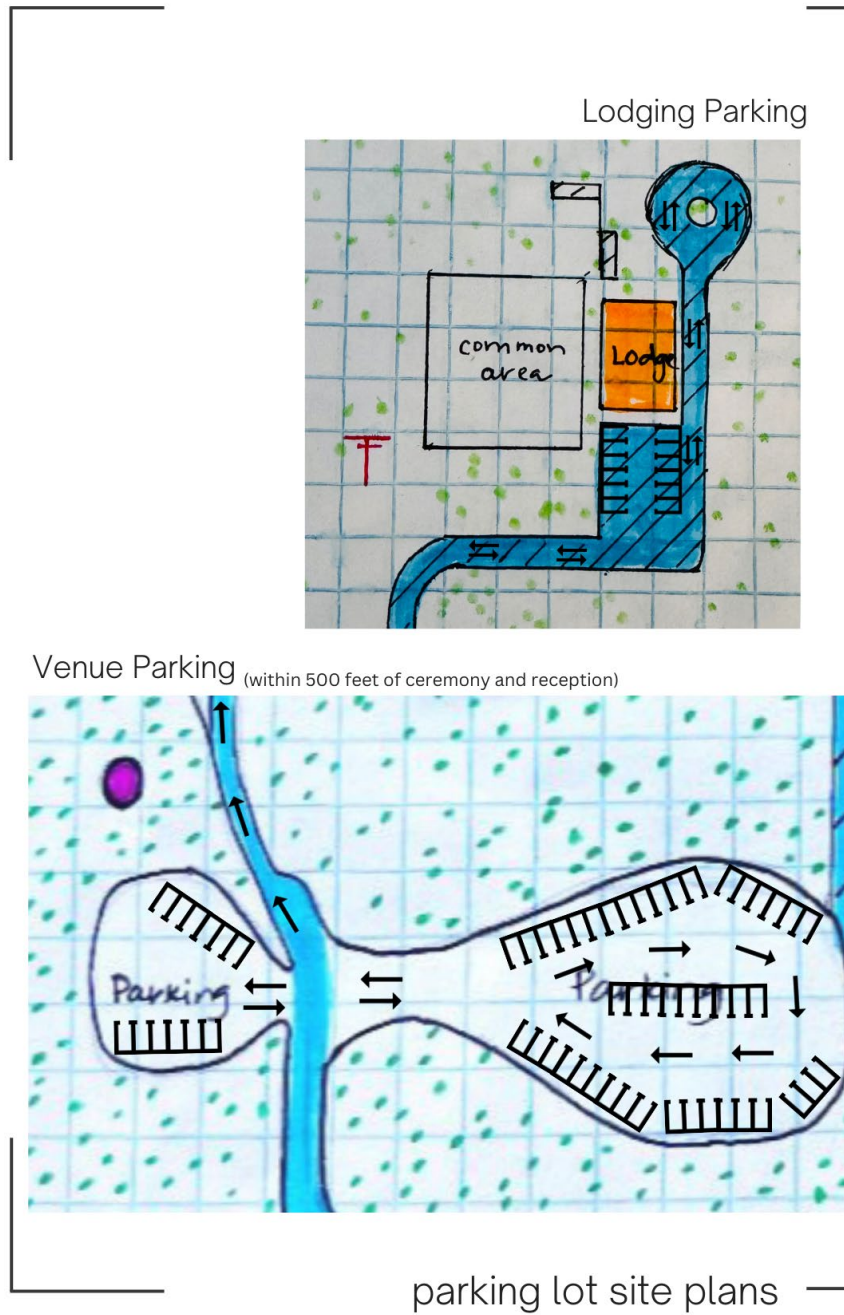 Lodging Parking
common
area
Lodge
Venue Parking (within 500 feet of ceremony and reception)
Parking
Parking
parking lot site plans